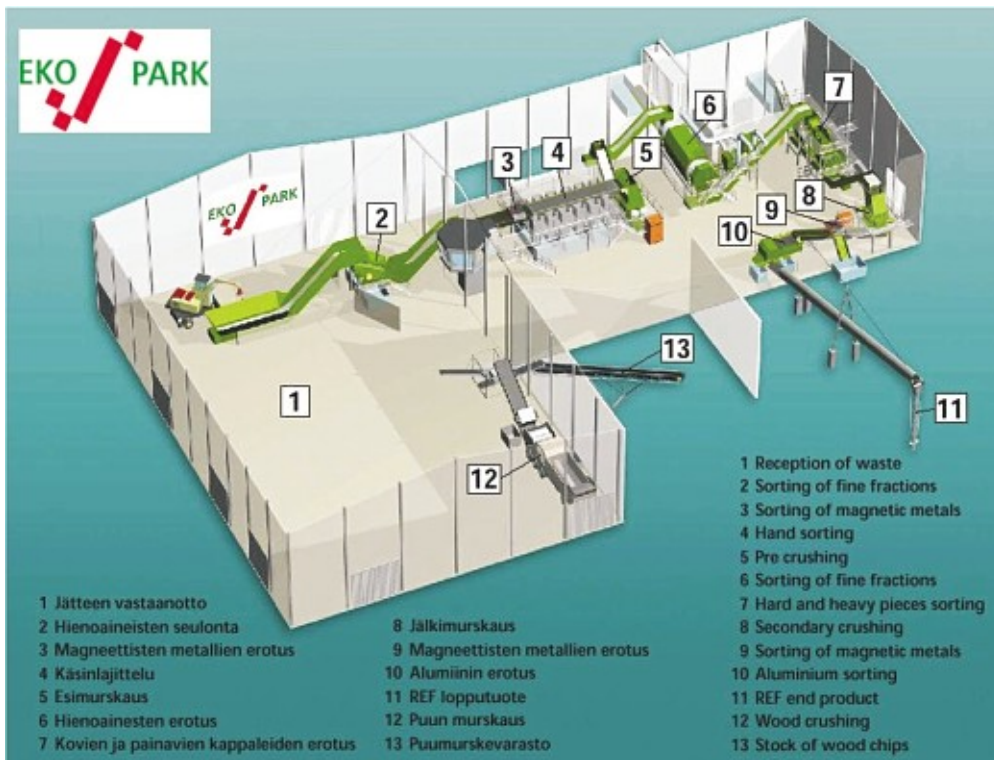 EKO PARK
EKO PARK
1
2
3
4
5
6
7
8
9
10
11
12
13
1 Jätteen vastaanotto
2 Hienoaineisten seulonta
3 Magneettisten metallien erotus
4 Käsinlajittelu
5 Esimurskaus
6 Hienoainesten erotus
7 Kovien ja painavien kappaleiden erotus
8 Jälkimurskaus
9 Magneettisten metallien erotus
10 Alumiinin erotus
11 REF lopputuote
12 Puun murskaus
13 Puumurskevarasto
1 Reception of waste
2 Sorting of fine fractions
3 Sorting of magnetic metals
4 Hand sorting
5 Pre crushing
6 Sorting of fine fractions
7 Hard and heavy pieces sorting
8 Secondary crushing
9 Sorting of magnetic metals
10 Aluminium sorting
11 REF end product
12 Wood crushing
13 Stock of wood chips